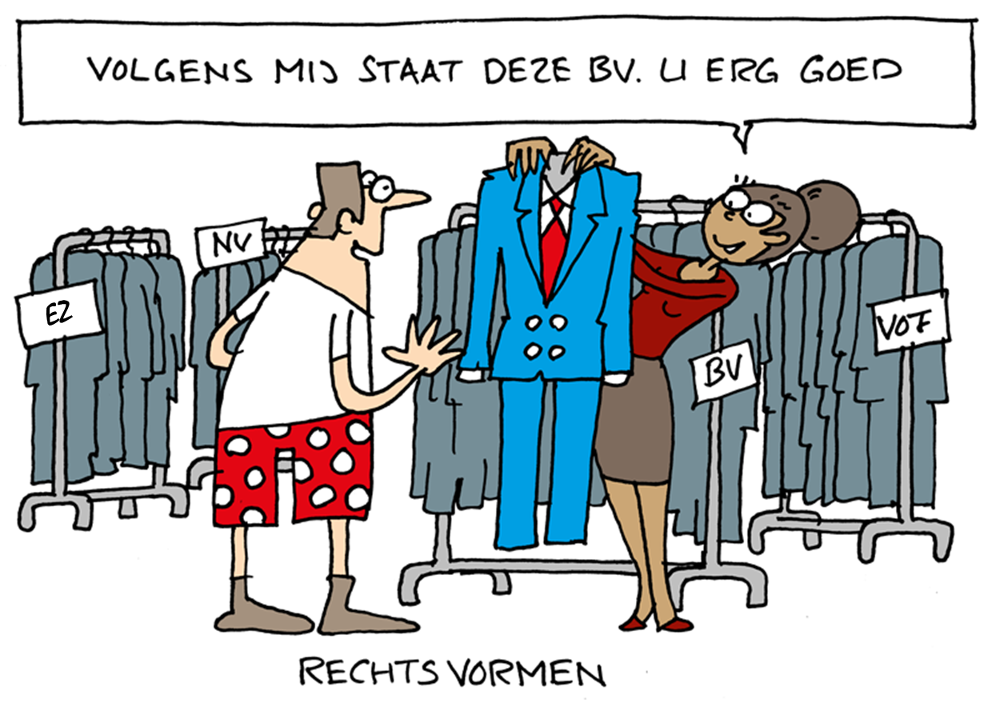 VOLGENS MIJ STAAT DEZE BV. U ERG GOED
NV
EZ
BV
VOF
RECHTSVORMEN